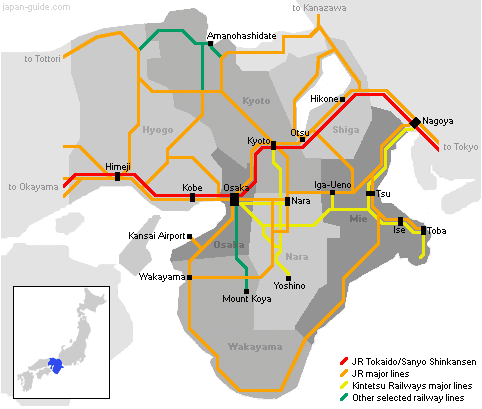 japan-guide.com
to Kanazawa
Amanohashidate
to Tottori
Kyoto
Hikone
Nagoya
Hyogo
Shiga
Otsu
Kyoto
to Tokyo
Himeji
to Okayama
Kobe
Osaka
Iga-Ueno
Tsu
Nara
Mie
Ise
Toba
Kansai Airport
Osaka
Nara
Wakayama
Yoshino
Mount Koya
Wakayama
JR Tokaido/Sanyo Shinkansen
JR major lines
Kintetsu Railways major lines
Other selected railway lines